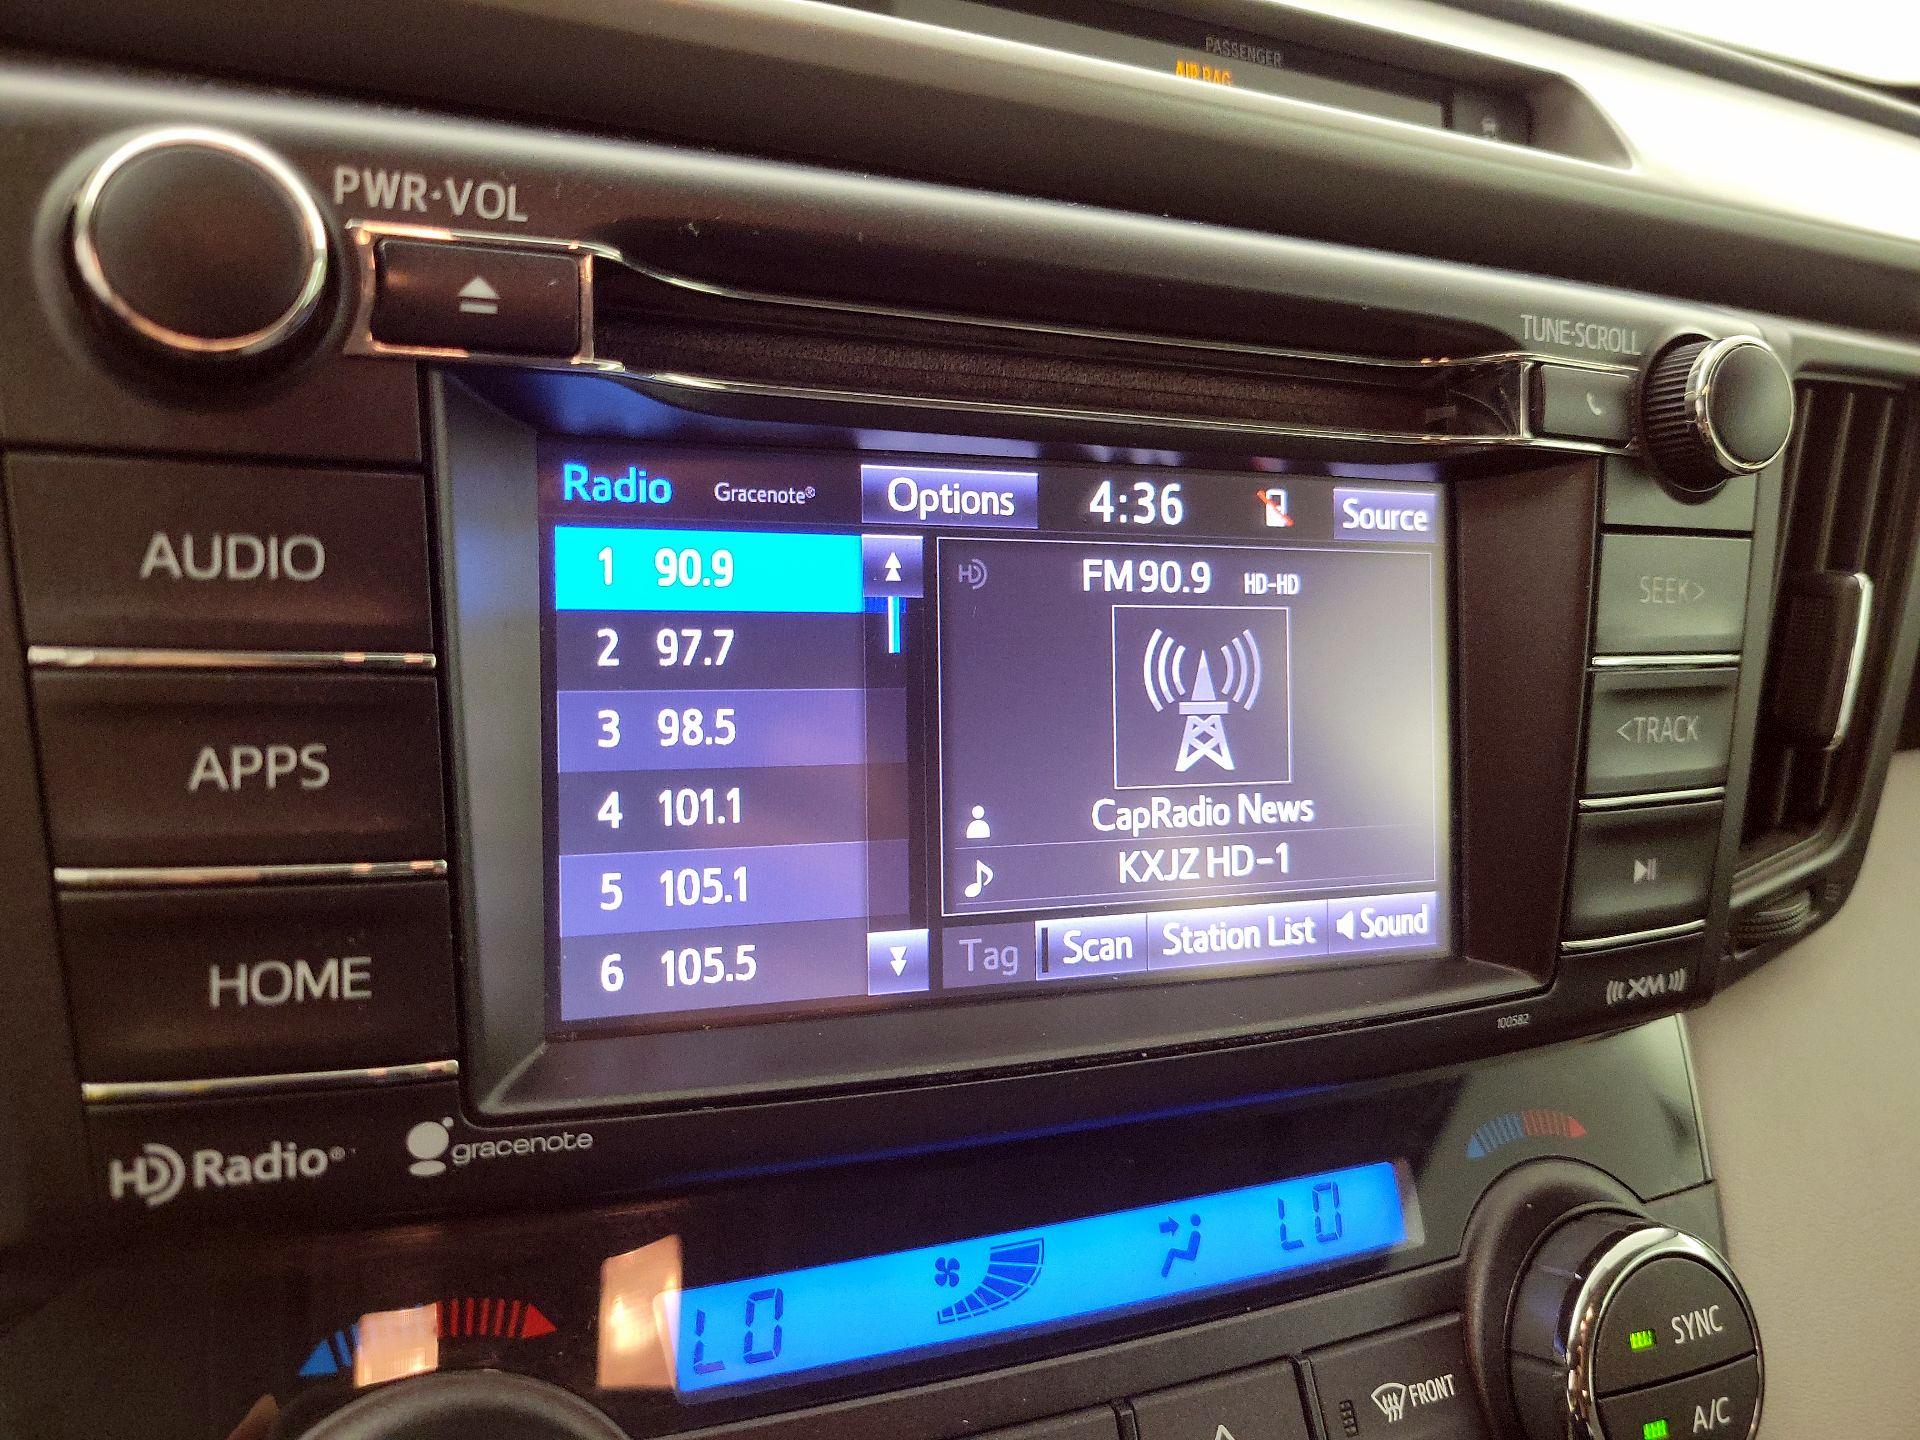 PASSENGER
AIR BAG
PWR·VOL
TUNE·SCROLL
AUDIO
APPS
HOME
Radio Gracenote® Options 4:36 Source
1 90.9
2 97.7
3 98.5
4 101.1
5 105.1
6 105.5
HD FM 90.9 HD-HD
CapRadio News
KXJZ HD-1
Tag Scan Station List Sound
SEEK>
<TRACK
XM
100582
HD Radio®
gracenote
LO LO
FRONT
SYNC
A/C